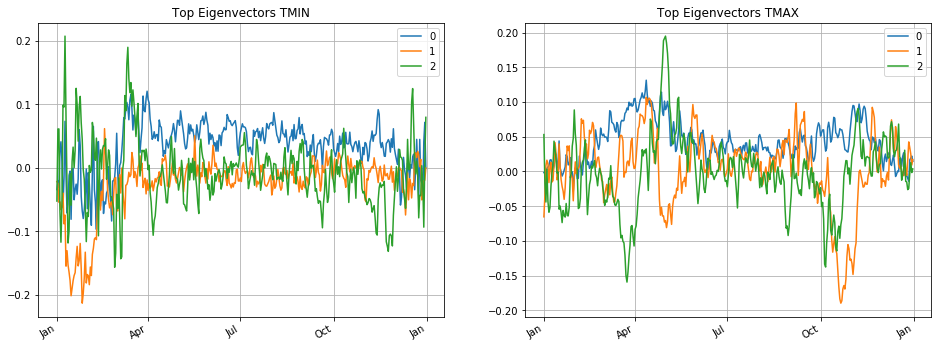 Top Eigenvectors TMIN
0
1
2
0.2
0.1
0.0
−0.1
−0.2
Jan
Apr
Jul
Oct
Jan
Top Eigenvectors TMAX
0
1
2
0.20
0.15
0.10
0.05
0.00
−0.05
−0.10
−0.15
−0.20
Jan
Apr
Jul
Oct
Jan